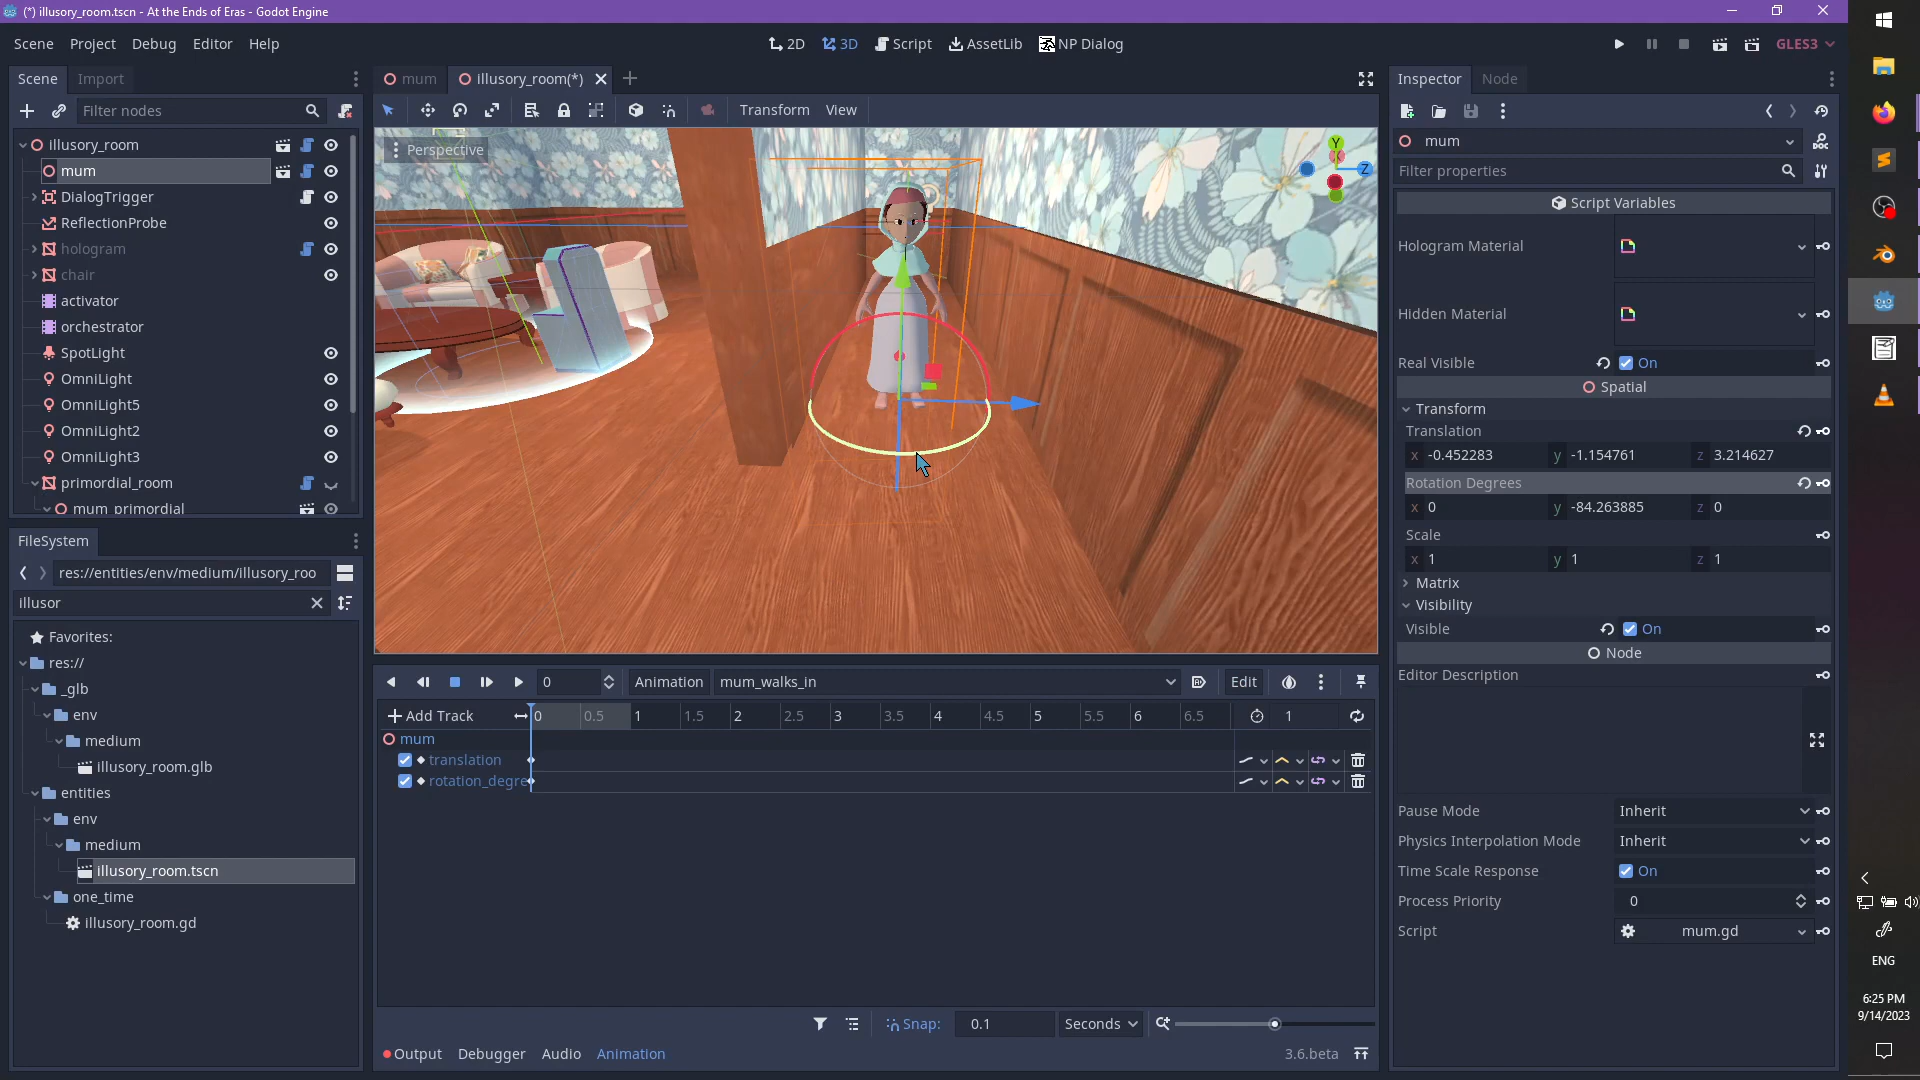 (*) illusory_room.tscn - At the Ends of Eras - Godot Engine
Scene Project Debug Editor Help
2D 3D Script AssetLib NP Dialog
GLES3
Scene Import
Filter nodes
illusory_room
mum
DialogTrigger
ReflectionProbe
hologram
chair
activator
orchestrator
SpotLight
OmniLight
OmniLight5
OmniLight2
OmniLight3
primordial_room
mum_primordial
FileSystem
res://entities/env/medium/illusory_roo
illusor
Favorites:
res://
_glb
env
medium
illusory_room.glb
entities
env
medium
illusory_room.tscn
one_time
illusory_room.gd
mum illusory_room(*)
Transform View
Perspective
Y
Z
0 Animation mum_walks_in Edit
Add Track 0 0.5 1 1.5 2 2.5 3 3.5 4 4.5 5 5.5 6 6.5 1
mum
translation
rotation_degre
Snap: 0.1 Seconds
Output Debugger Audio Animation 3.6.beta
Inspector Node
mum
Filter properties
Script Variables
Hologram Material
Hidden Material
Real Visible On
Spatial
Transform
Translation
x -0.452283 y -1.154761 z 3.214627
Rotation Degrees
x 0 y -84.263885 z 0
Scale
x 1 y 1 z 1
Matrix
Visibility
Visible On
Node
Editor Description
Pause Mode Inherit
Physics Interpolation Mode Inherit
Time Scale Response On
Process Priority 0
Script mum.gd
ENG
6:25 PM
9/14/2023